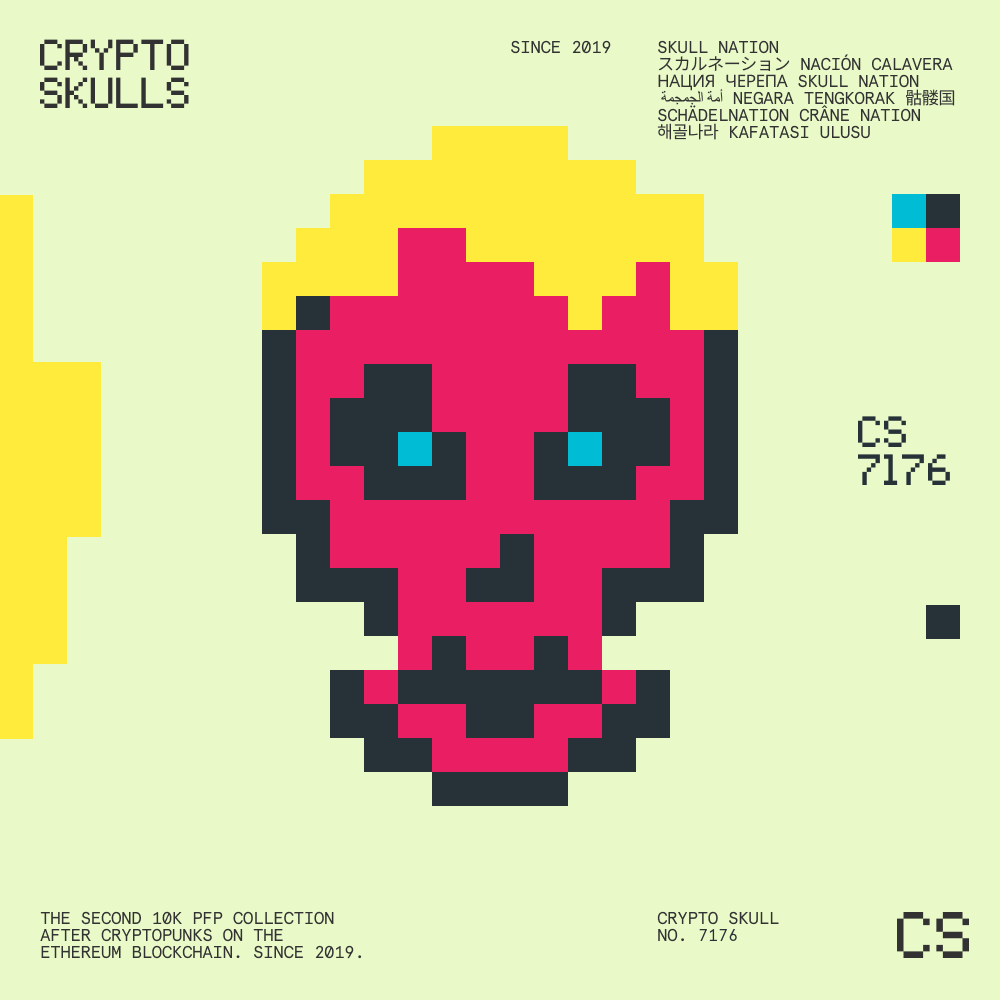 CRYPTO
SKULLS
SINCE 2019
SKULL NATION
スカルネーション NACIÓN CALAVERA
НАЦИЯ ЧЕРЕПА SKULL NATION
أمة الجمجمة NEGARA TENGKORAK 骷髅国
SCHÄDELNATION CRÂNE NATION
해골나라 KAFATASI ULUSU
CS
7176
THE SECOND 10K PFP COLLECTION
AFTER CRYPTOPUNKS ON THE
ETHEREUM BLOCKCHAIN. SINCE 2019.
CRYPTO SKULL
NO. 7176
CS